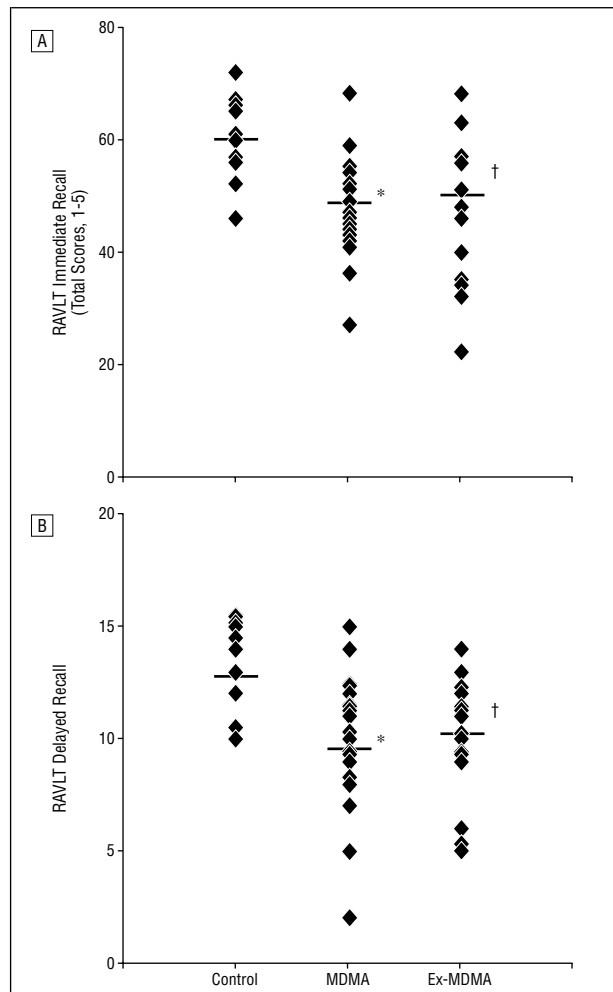 A
80
60
40
20
0
RAVLT Immediate Recall
(Total Scores, 1-5)
*
†
B
20
15
10
5
0
RAVLT Delayed Recall
*
†
Control MDMA Ex-MDMA